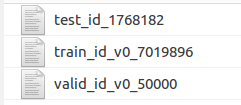 test_id_1768182
train_id_v0_7019896
valid_id_v0_50000